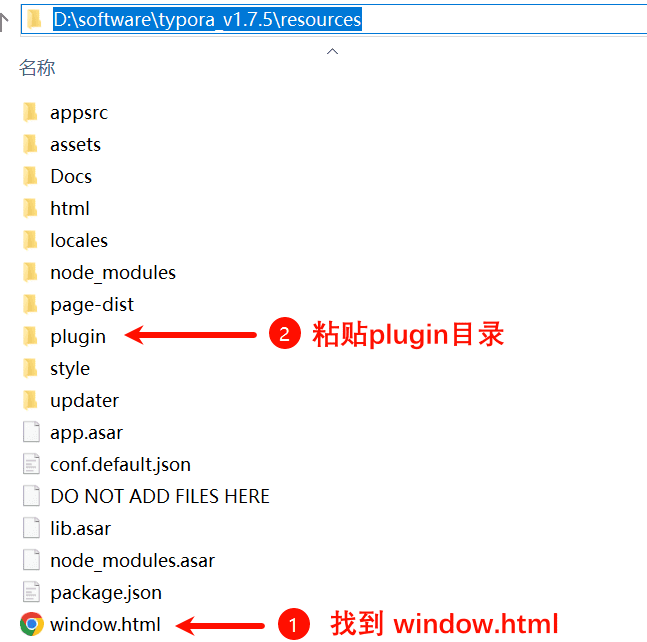 D:\software\typora_v1.7.5\resources
名称
appsrc
assets
Docs
html
locales
node_modules
page-dist
plugin
2 粘贴plugin目录
style
updater
app.asar
conf.default.json
DO NOT ADD FILES HERE
lib.asar
node_modules.asar
package.json
window.html
1 找到 window.html